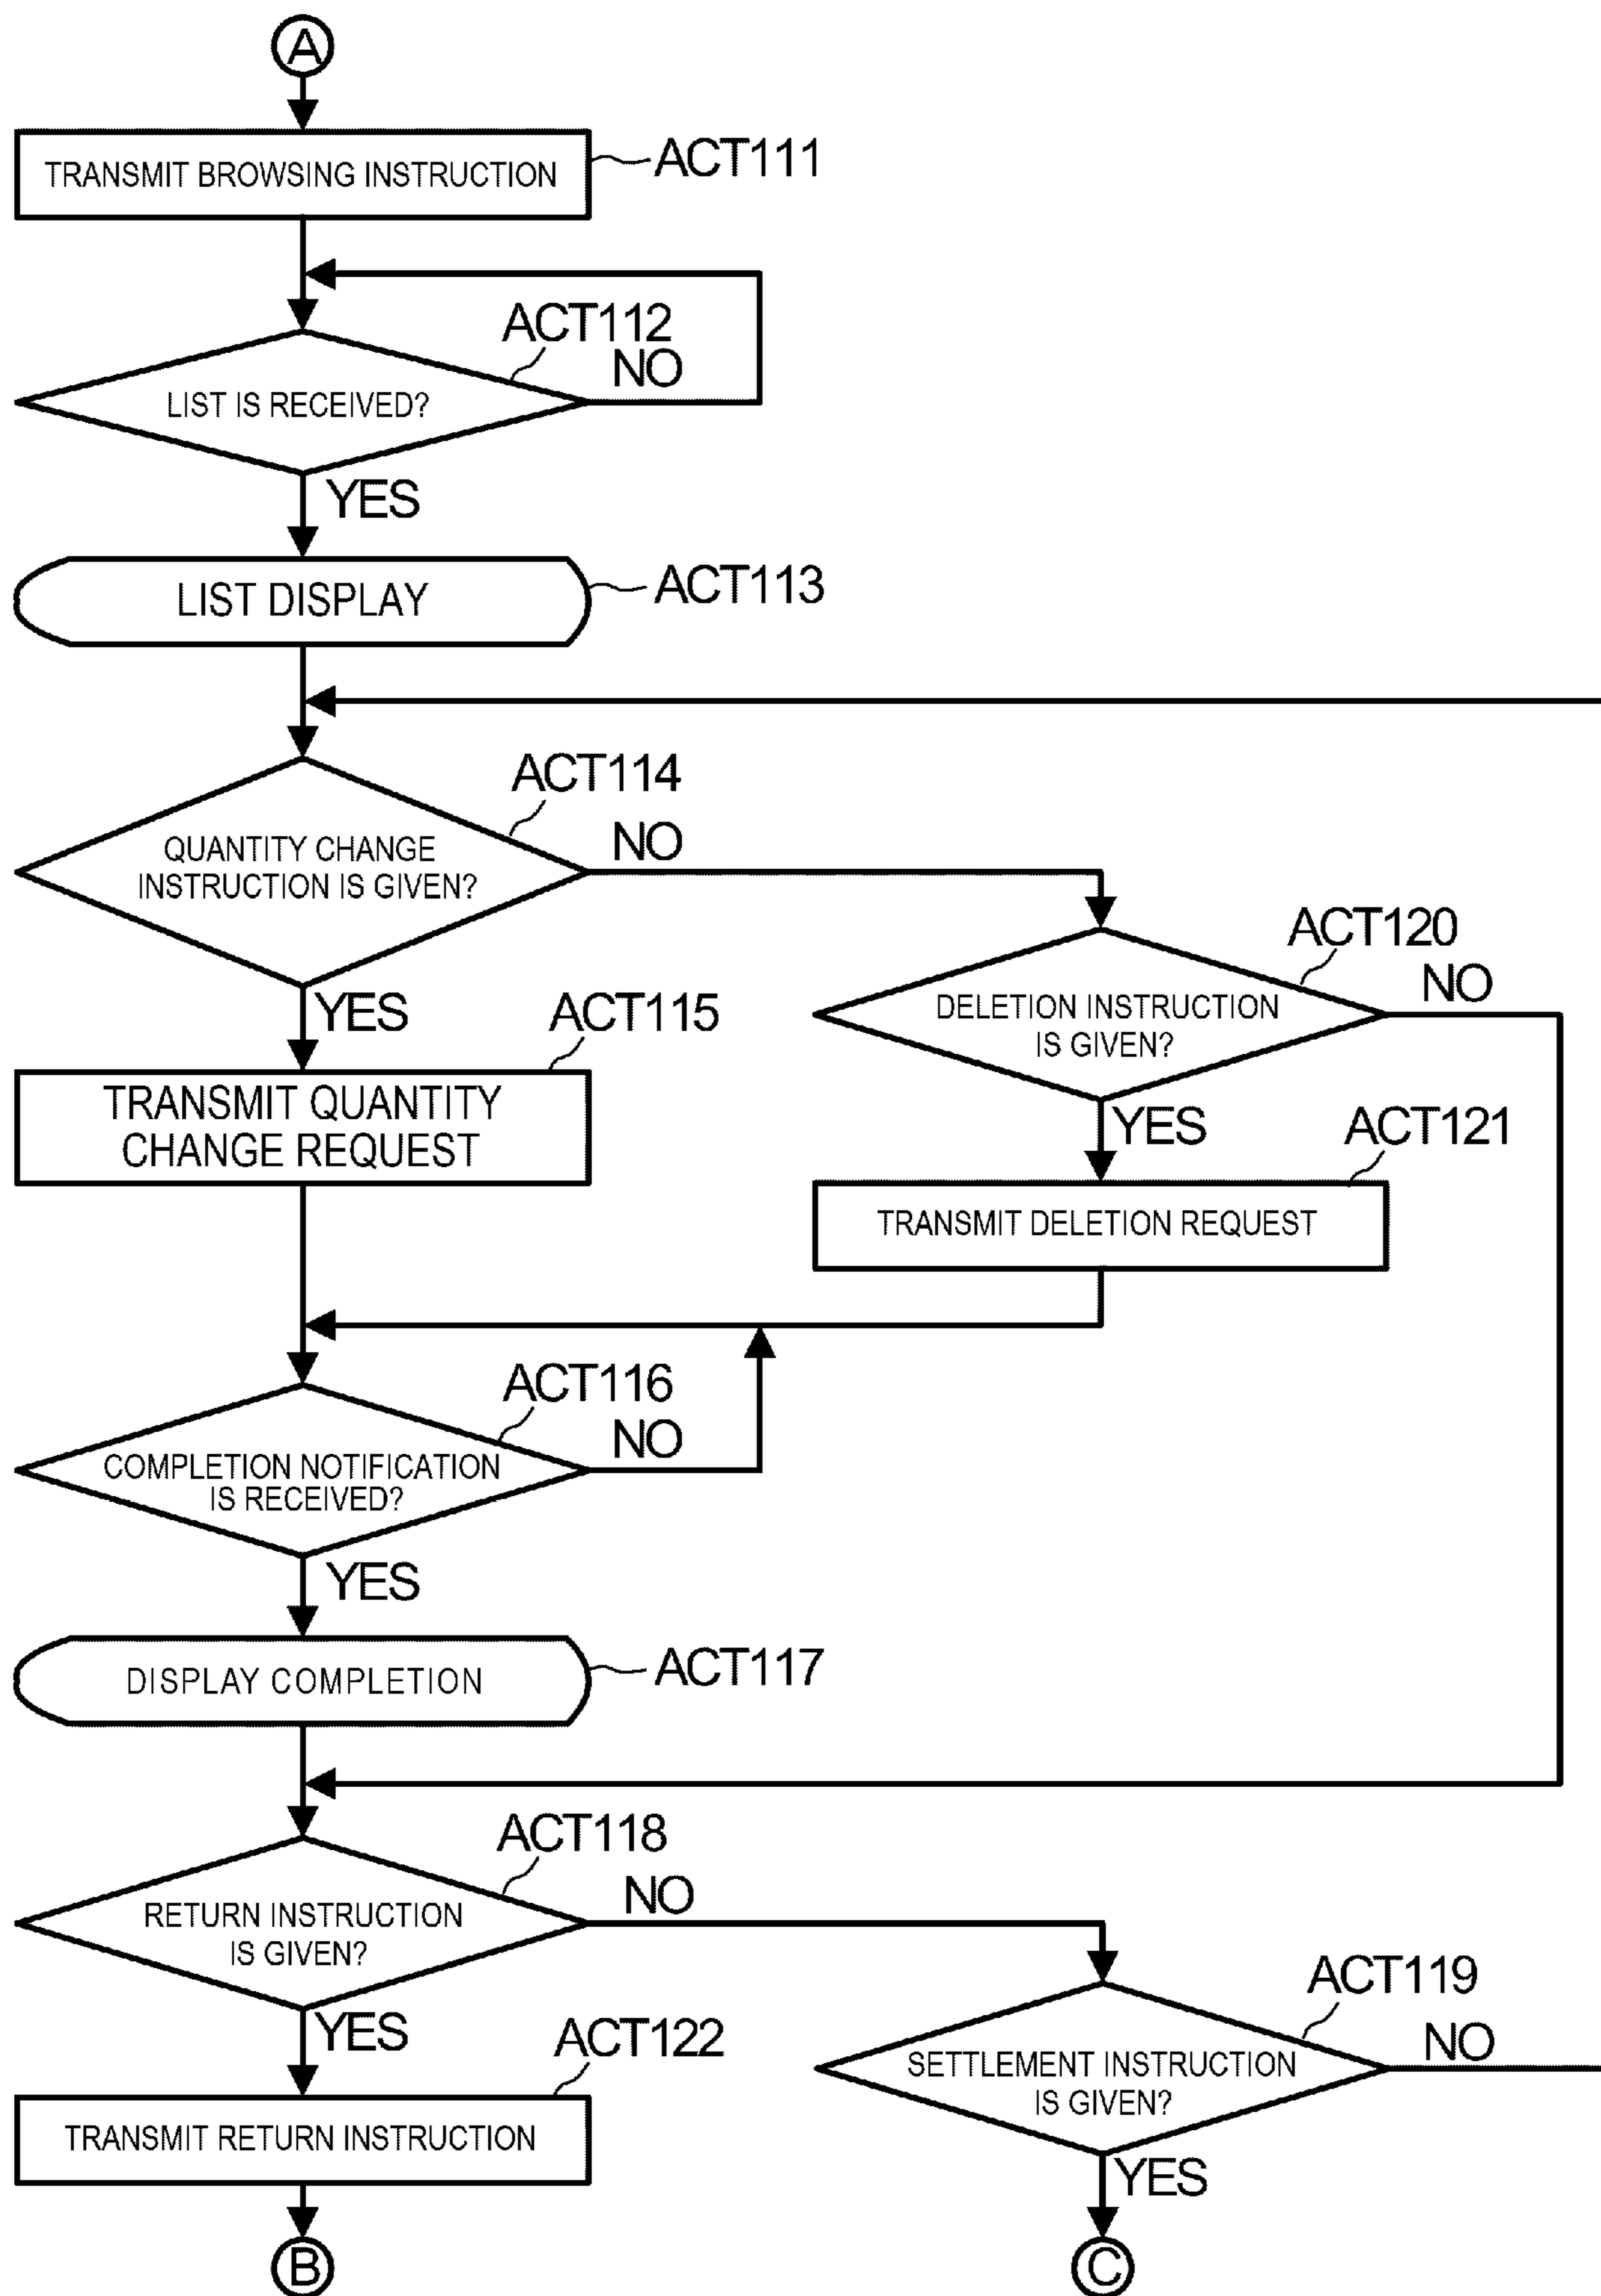 A
TRANSMIT BROWSING INSTRUCTION
ACT111
ACT112
NO
LIST IS RECEIVED?
YES
LIST DISPLAY
ACT113
ACT114
NO
QUANTITY CHANGE
INSTRUCTION IS GIVEN?
ACT120
NO
DELETION INSTRUCTION
IS GIVEN?
YES
ACT115
TRANSMIT QUANTITY
CHANGE REQUEST
YES
ACT121
TRANSMIT DELETION REQUEST
ACT116
NO
COMPLETION NOTIFICATION
IS RECEIVED?
YES
DISPLAY COMPLETION
ACT117
ACT118
NO
RETURN INSTRUCTION
IS GIVEN?
ACT119
NO
SETTLEMENT INSTRUCTION
IS GIVEN?
YES
ACT122
TRANSMIT RETURN INSTRUCTION
YES
B
C